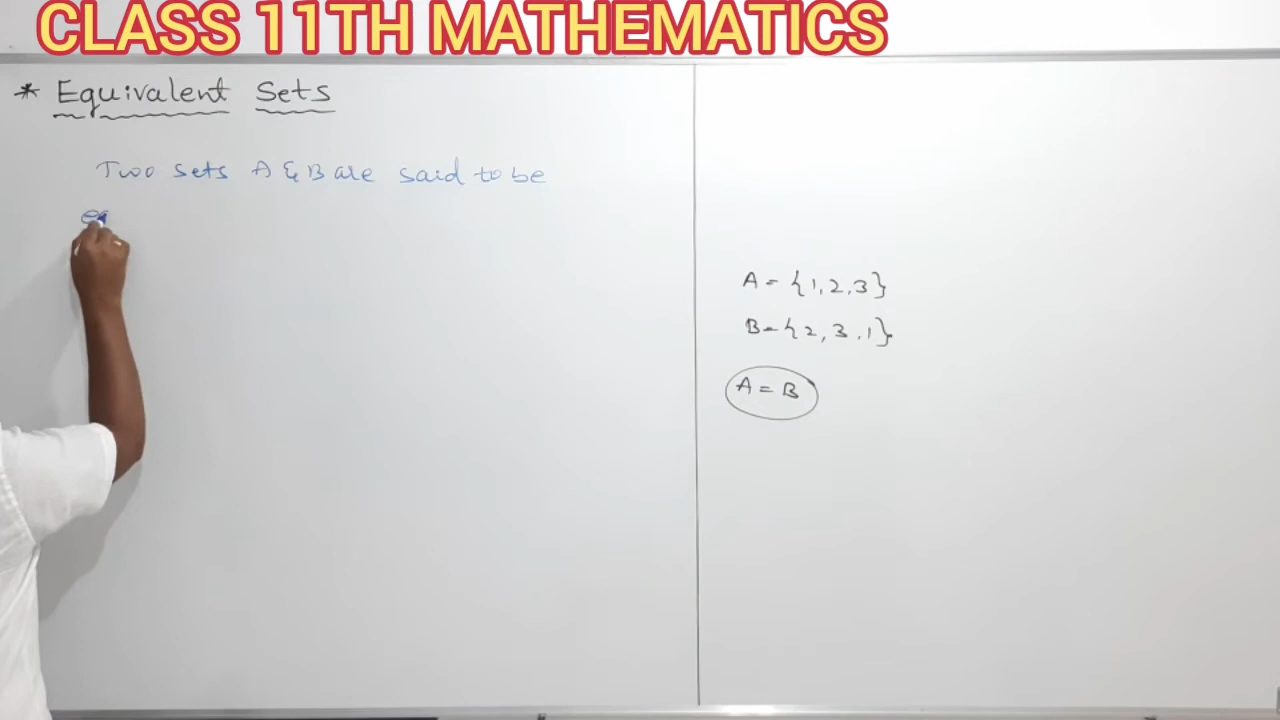 CLASS 11TH MATHEMATICS
* Equivalent Sets
Two sets A & B are said to be
A = {1, 2, 3}
B = {2, 3, 1}
A = B